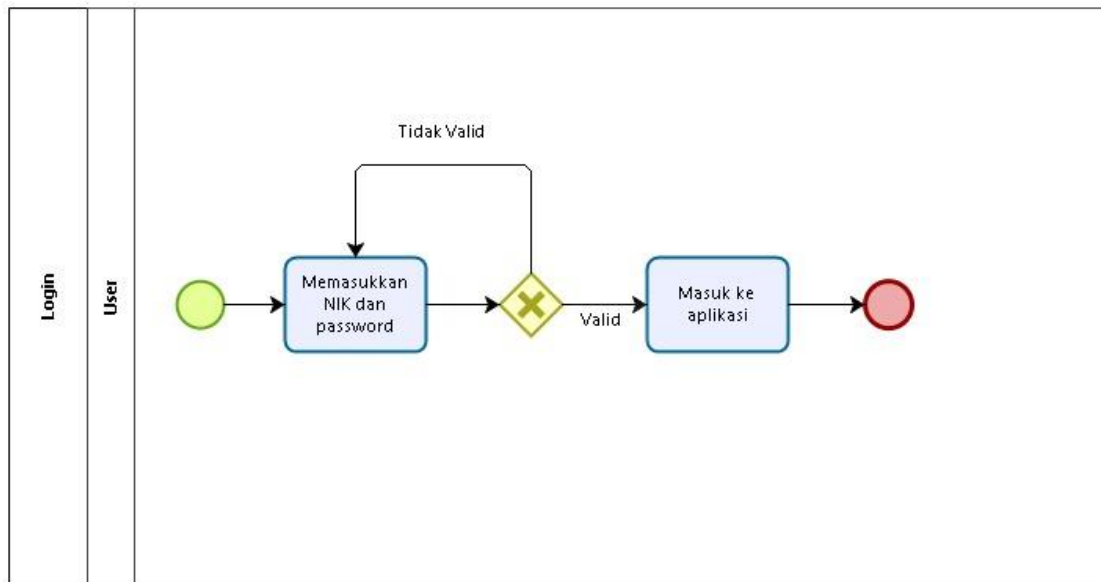 Login
User
Tidak Valid
Memasukkan
NIK dan
password
Valid
Masuk ke
aplikasi